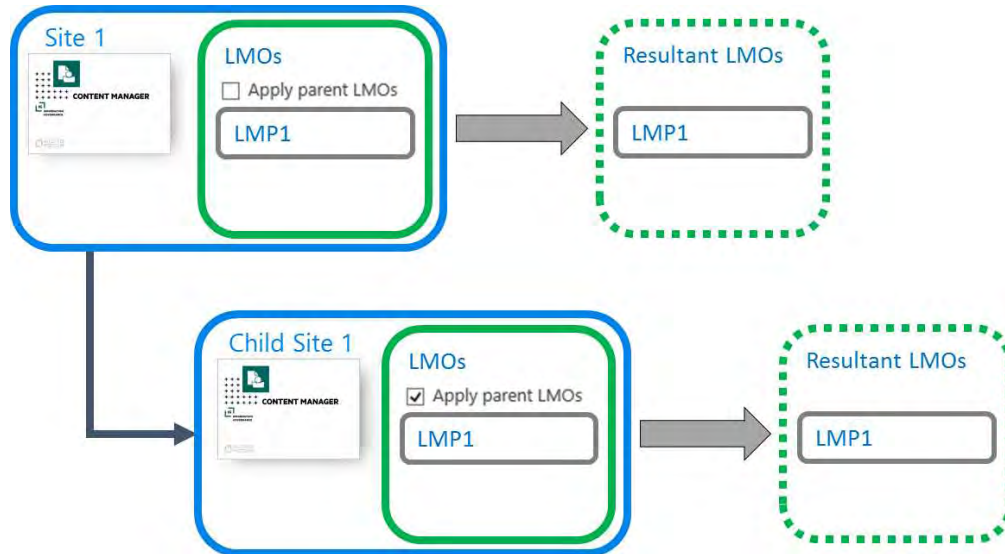 Site 1
CONTENT MANAGER
LMOs
Apply parent LMOs
LMP1
Resultant LMOs
LMP1
Child Site 1
CONTENT MANAGER
LMOs
Apply parent LMOs
LMP1
Resultant LMOs
LMP1